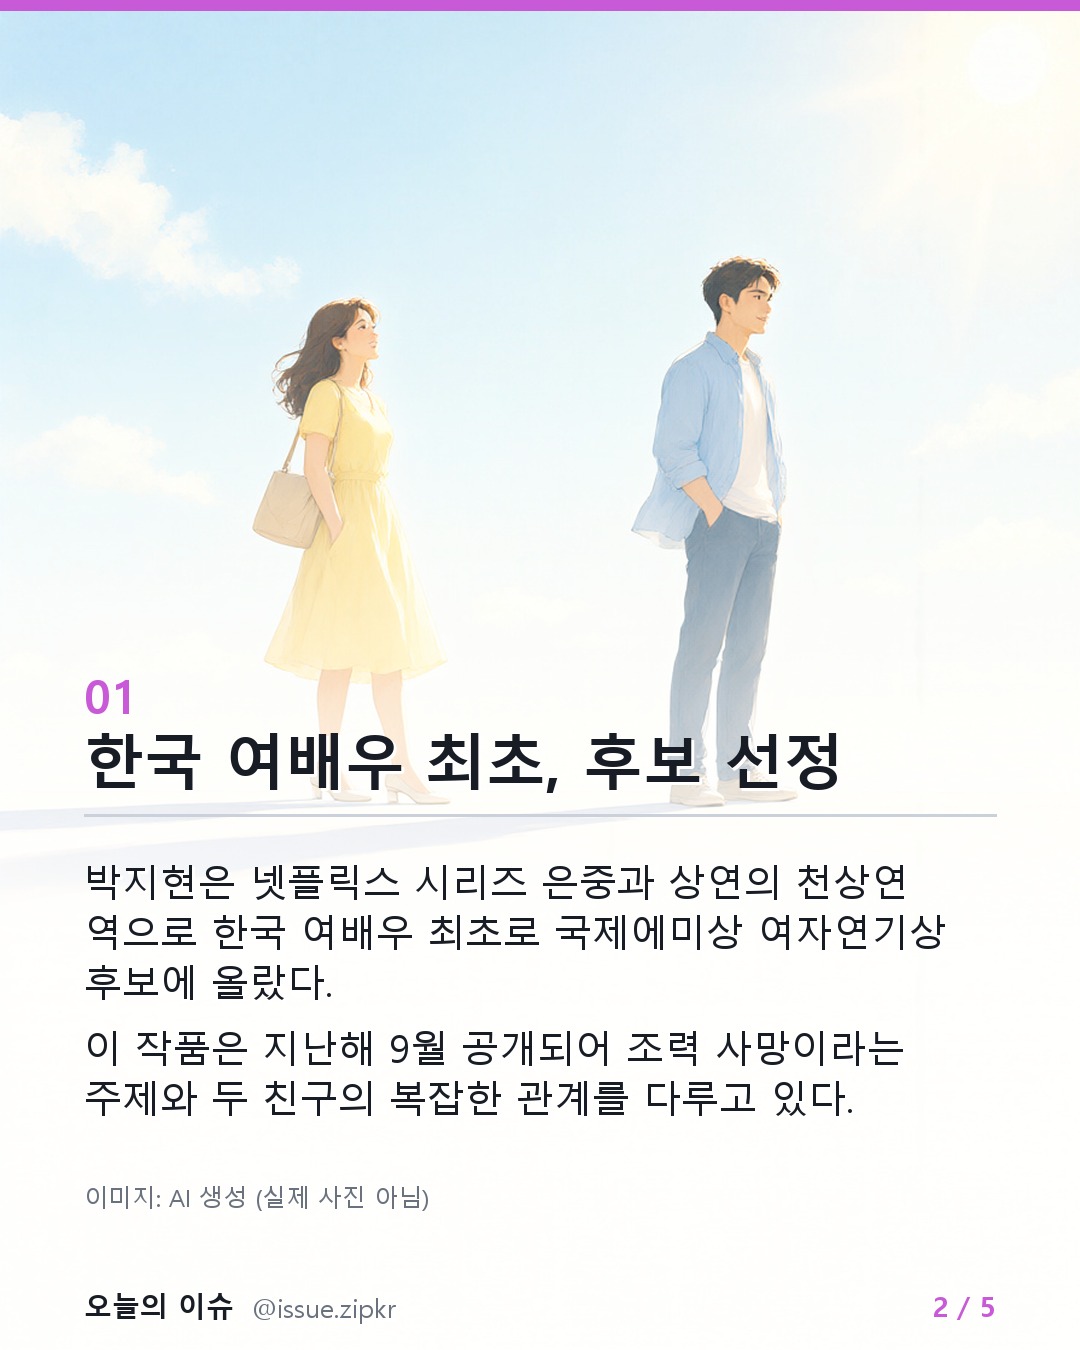 01
한국 여배우 최초, 후보 선정
박지현은 넷플릭스 시리즈 은중과 상연의 천상연
역으로 한국 여배우 최초로 국제에미상 여자연기상
후보에 올랐다.
이 작품은 지난해 9월 공개되어 조력 사망이라는
주제와 두 친구의 복잡한 관계를 다루고 있다.
이미지: AI 생성 (실제 사진 아님)
오늘의 이슈 @issue.zipkr
2 / 5